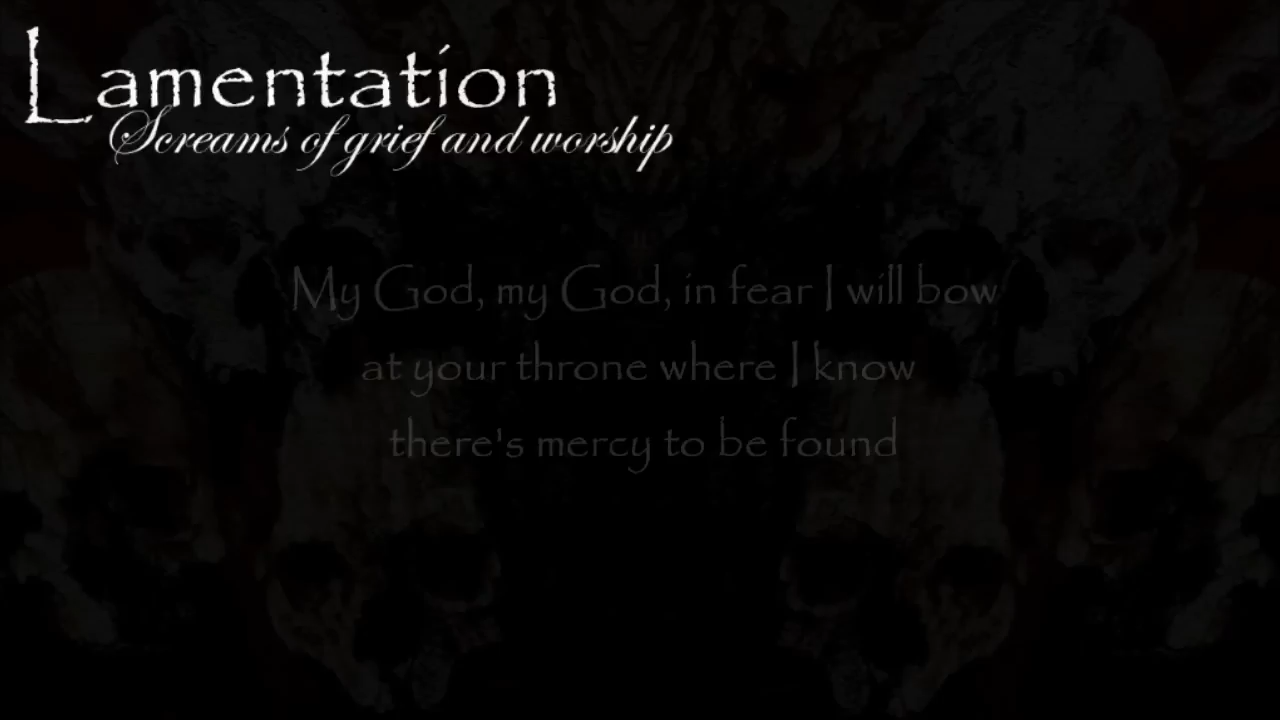 Lamentation
Screams of grief and worship
My God, my God, in fear I will bow
at your throne where I know
there's mercy to be found